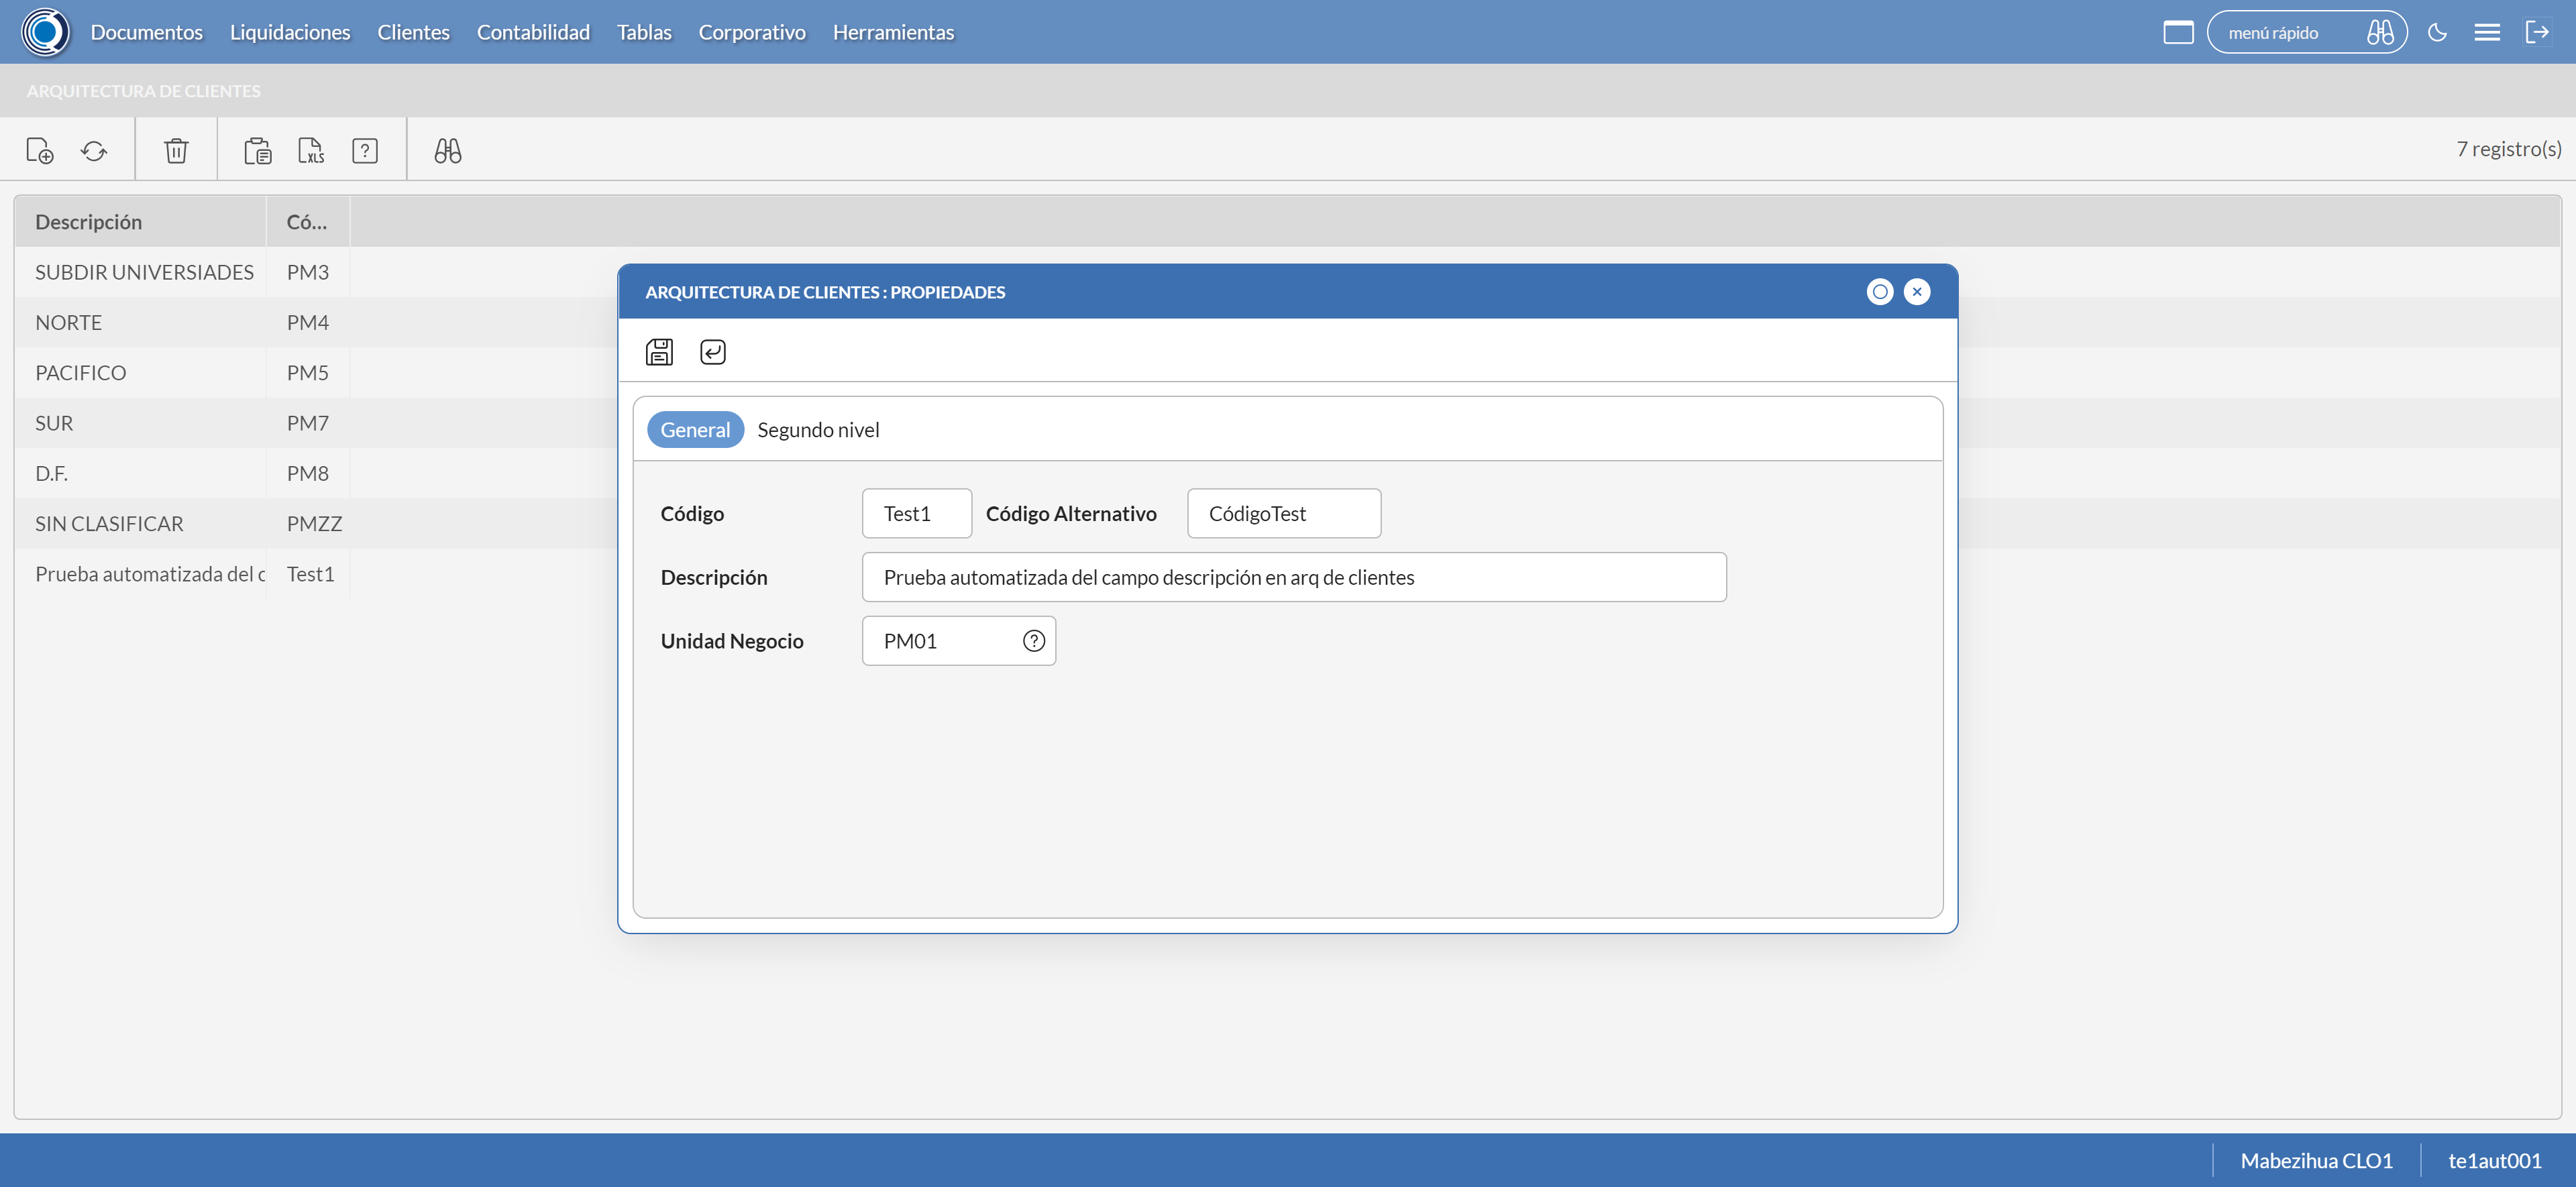 Documentos Liquidaciones Clientes Contabilidad Tablas Corporativo Herramientas menú rápido
ARQUITECTURA DE CLIENTES
XLS ? 7 registro(s)
Descripción Có...
SUBDIR UNIVERSIADES PM3
NORTE PM4
PACIFICO PM5
SUR PM7
D.F. PM8
SIN CLASIFICAR PMZZ
Prueba automatizada del c Test1
ARQUITECTURA DE CLIENTES : PROPIEDADES
General Segundo nivel
Código Test1 Código Alternativo CódigoTest
Descripción Prueba automatizada del campo descripción en arq de clientes
Unidad Negocio PM01 ?
Mabezihua CLO1 te1aut001